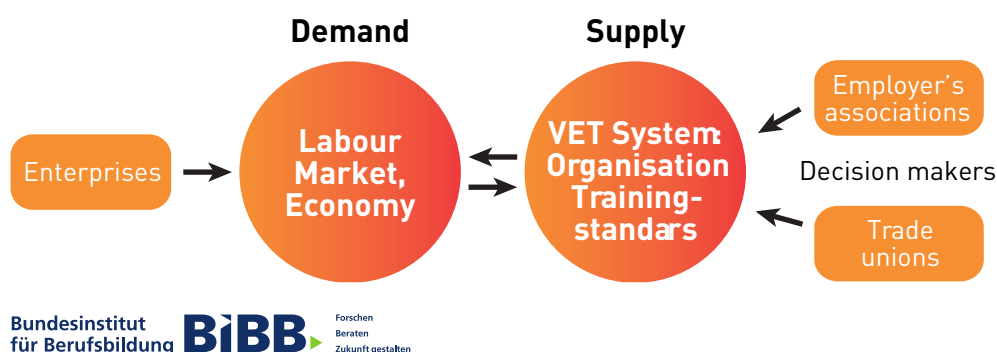 Demand
Supply
Enterprises
Labour
Market,
Economy
VET System:
Organisation
Training-
standars
Employer's
associations
Decision makers
Trade
unions
Bundesinstitut
für Berufsbildung
BiBB
Forschen
Beraten
Zukunft gestalten